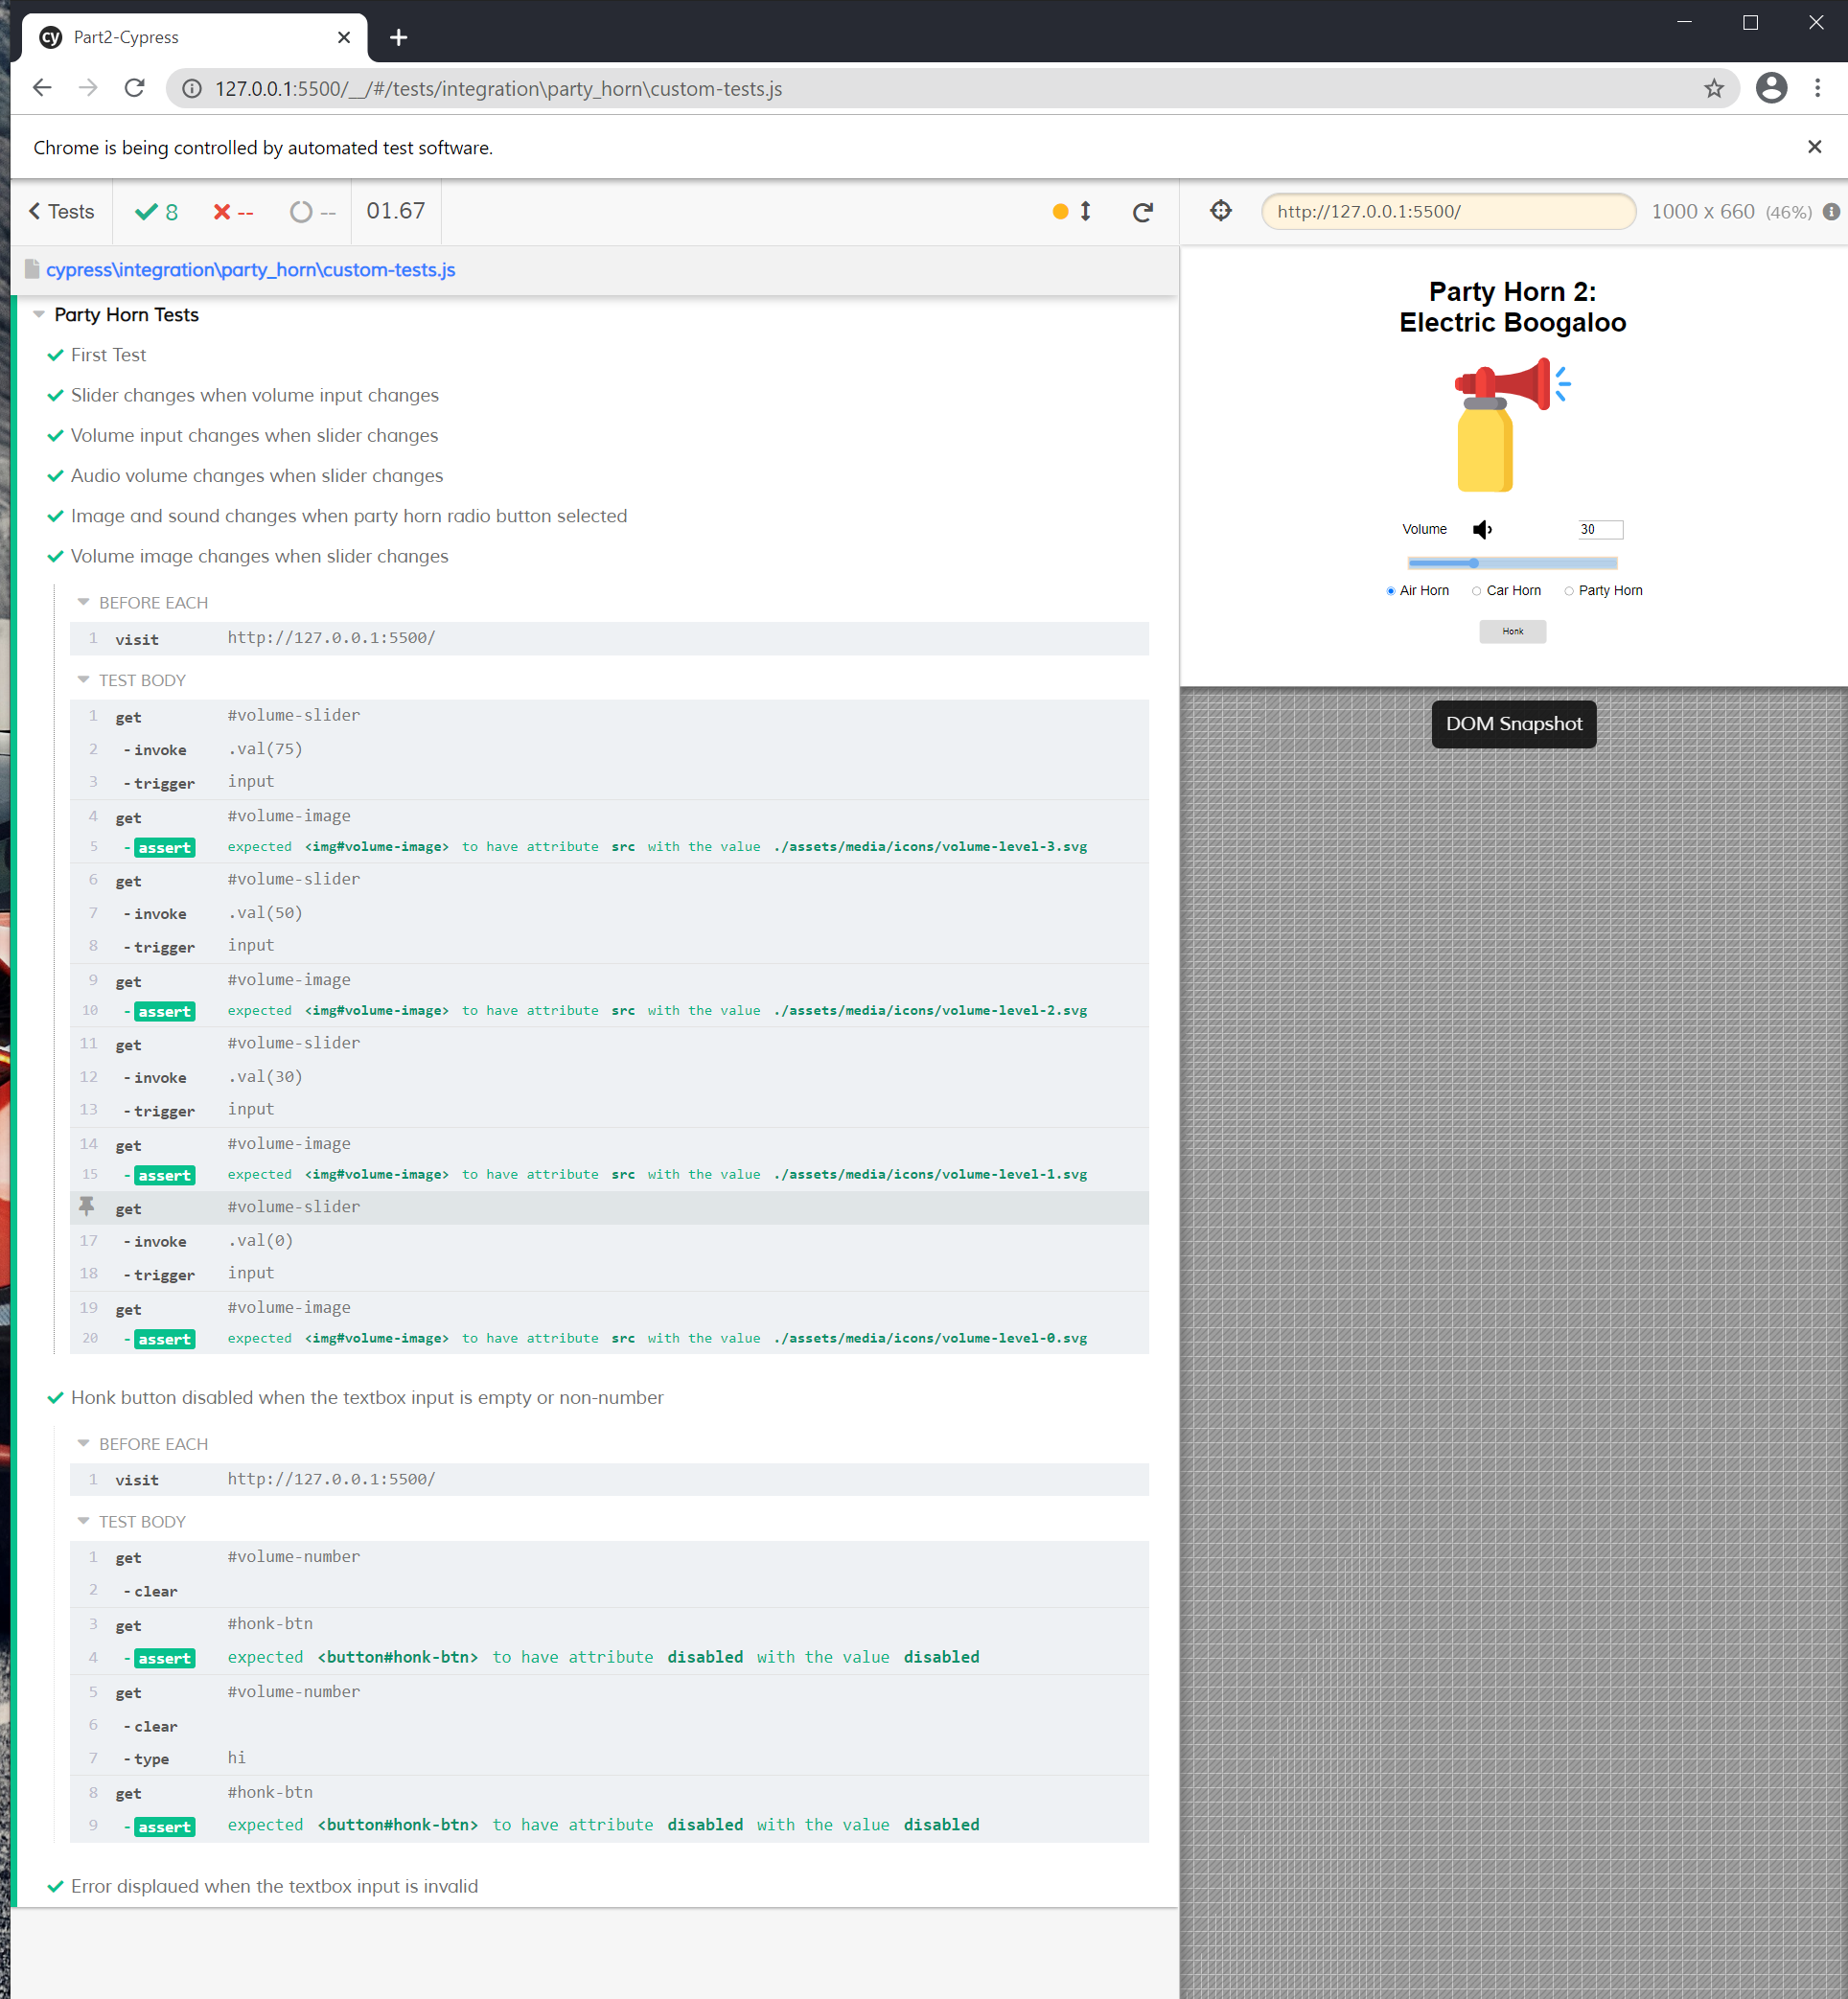 cy Part2-Cypress
127.0.0.1:5500/__/#/tests/integration\party_horn\custom-tests.js
Chrome is being controlled by automated test software.
Tests 8 -- -- 01.67
http://127.0.0.1:5500/ 1000 x 660 (46%)
cypress\integration\party_horn\custom-tests.js
Party Horn Tests
First Test
Slider changes when volume input changes
Volume input changes when slider changes
Audio volume changes when slider changes
Image and sound changes when party horn radio button selected
Volume image changes when slider changes
BEFORE EACH
1 visit http://127.0.0.1:5500/
TEST BODY
1 get #volume-slider
2 -invoke .val(75)
3 -trigger input
4 get #volume-image
5 -assert expected <img#volume-image> to have attribute src with the value ./assets/media/icons/volume-level-3.svg
6 get #volume-slider
7 -invoke .val(50)
8 -trigger input
9 get #volume-image
10 -assert expected <img#volume-image> to have attribute src with the value ./assets/media/icons/volume-level-2.svg
11 get #volume-slider
12 -invoke .val(30)
13 -trigger input
14 get #volume-image
15 -assert expected <img#volume-image> to have attribute src with the value ./assets/media/icons/volume-level-1.svg
get #volume-slider
17 -invoke .val(0)
18 -trigger input
19 get #volume-image
20 -assert expected <img#volume-image> to have attribute src with the value ./assets/media/icons/volume-level-0.svg
Honk button disabled when the textbox input is empty or non-number
BEFORE EACH
1 visit http://127.0.0.1:5500/
TEST BODY
1 get #volume-number
2 -clear
3 get #honk-btn
4 -assert expected <button#honk-btn> to have attribute disabled with the value disabled
5 get #volume-number
6 -clear
7 -type hi
8 get #honk-btn
9 -assert expected <button#honk-btn> to have attribute disabled with the value disabled
Error displaued when the textbox input is invalid
Party Horn 2:
Electric Boogaloo
Volume 30
Air Horn Car Horn Party Horn
Honk
DOM Snapshot